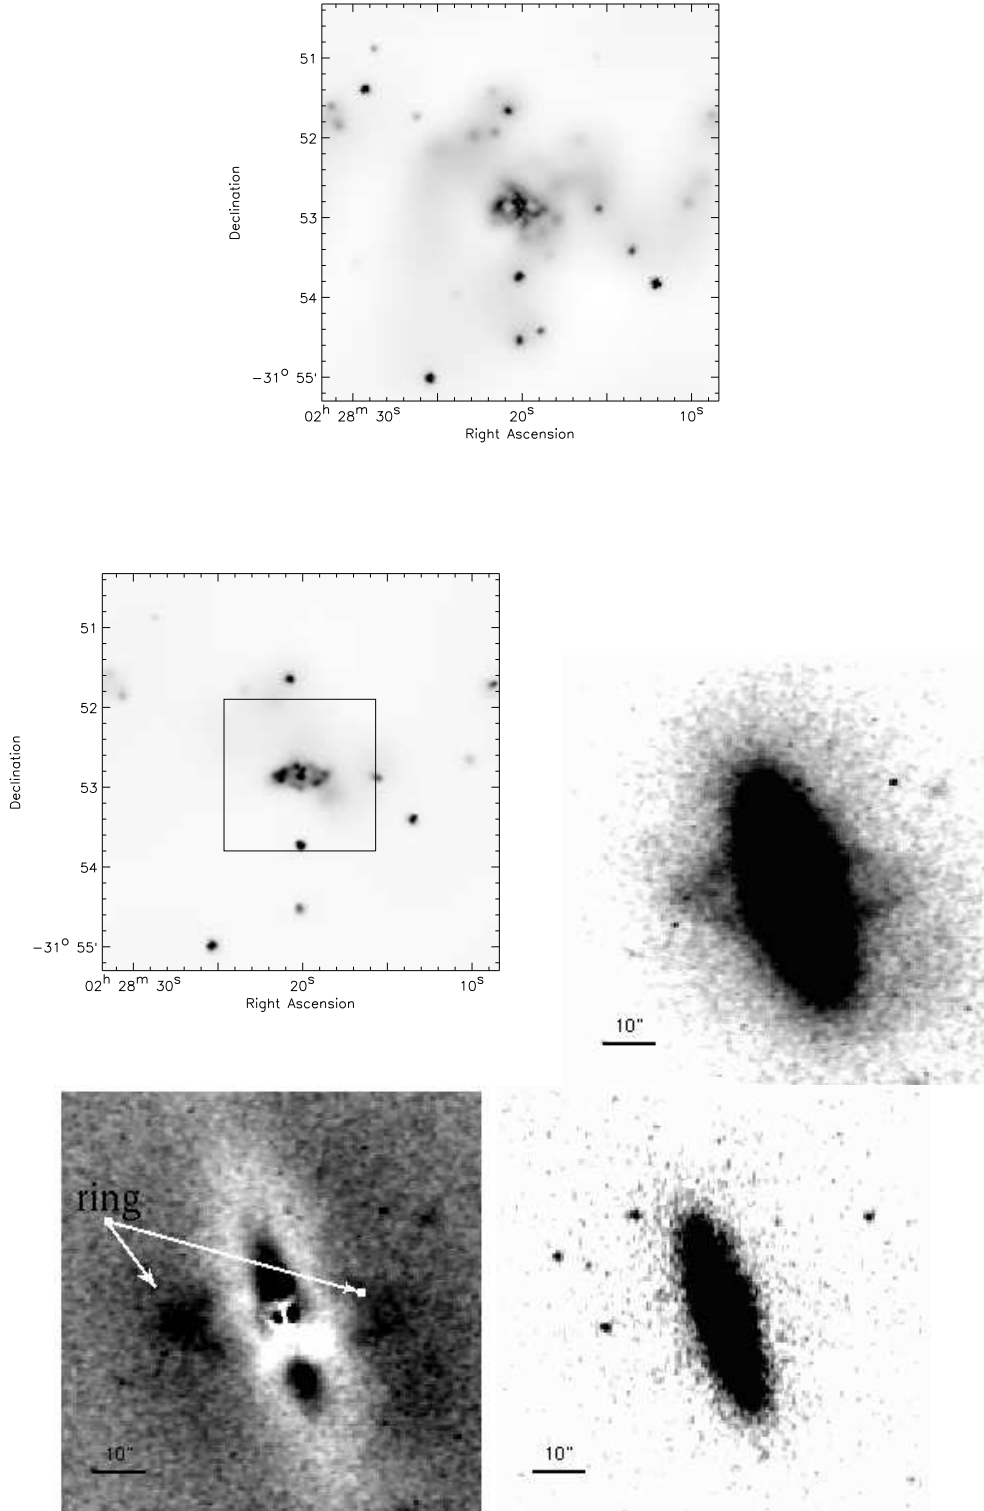 51
52
53
54
−31° 55'
Declination
02ʰ 28ᵐ 30ˢ 20ˢ 10ˢ
Right Ascension
51
52
53
54
−31° 55'
Declination
02ʰ 28ᵐ 30ˢ 20ˢ 10ˢ
Right Ascension
10"
ring
10"
10"